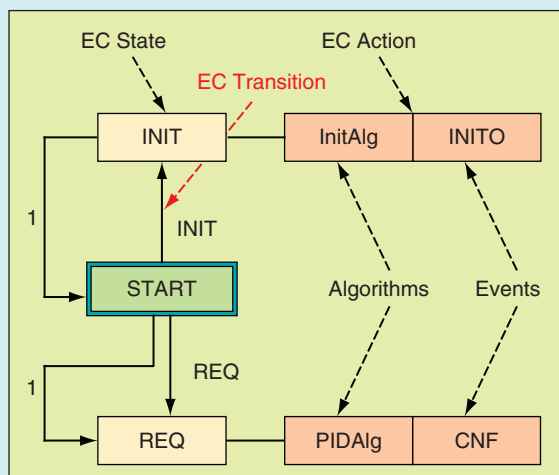 EC State
EC Action
EC Transition
INIT
InitAlg
INITO
1
INIT
START
Algorithms
Events
1
REQ
REQ
PIDAlg
CNF